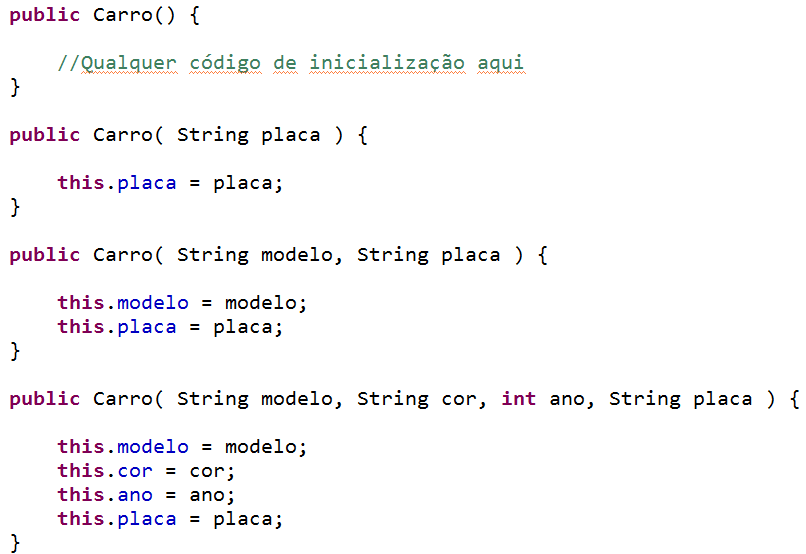 public Carro() {
//Qualquer código de inicialização aqui
}
public Carro( String placa ) {
this.placa = placa;
}
public Carro( String modelo, String placa ) {
this.modelo = modelo;
this.placa = placa;
}
public Carro( String modelo, String cor, int ano, String placa ) {
this.modelo = modelo;
this.cor = cor;
this.ano = ano;
this.placa = placa;
}